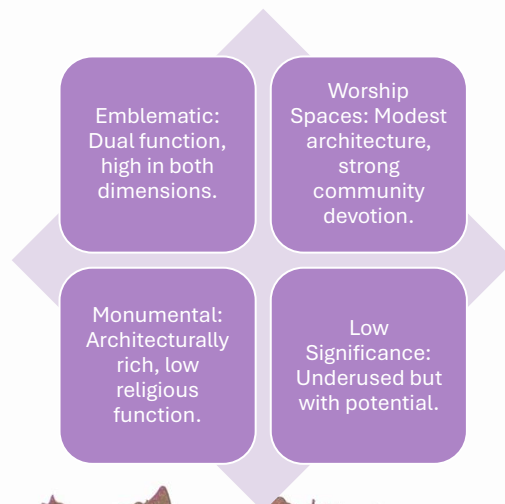 Emblematic:
Dual function,
high in both
dimensions.
Worship
Spaces: Modest
architecture,
strong
community
devotion.
Monumental:
Architecturally
rich, low
religious
function.
Low
Significance:
Underused but
with potential.